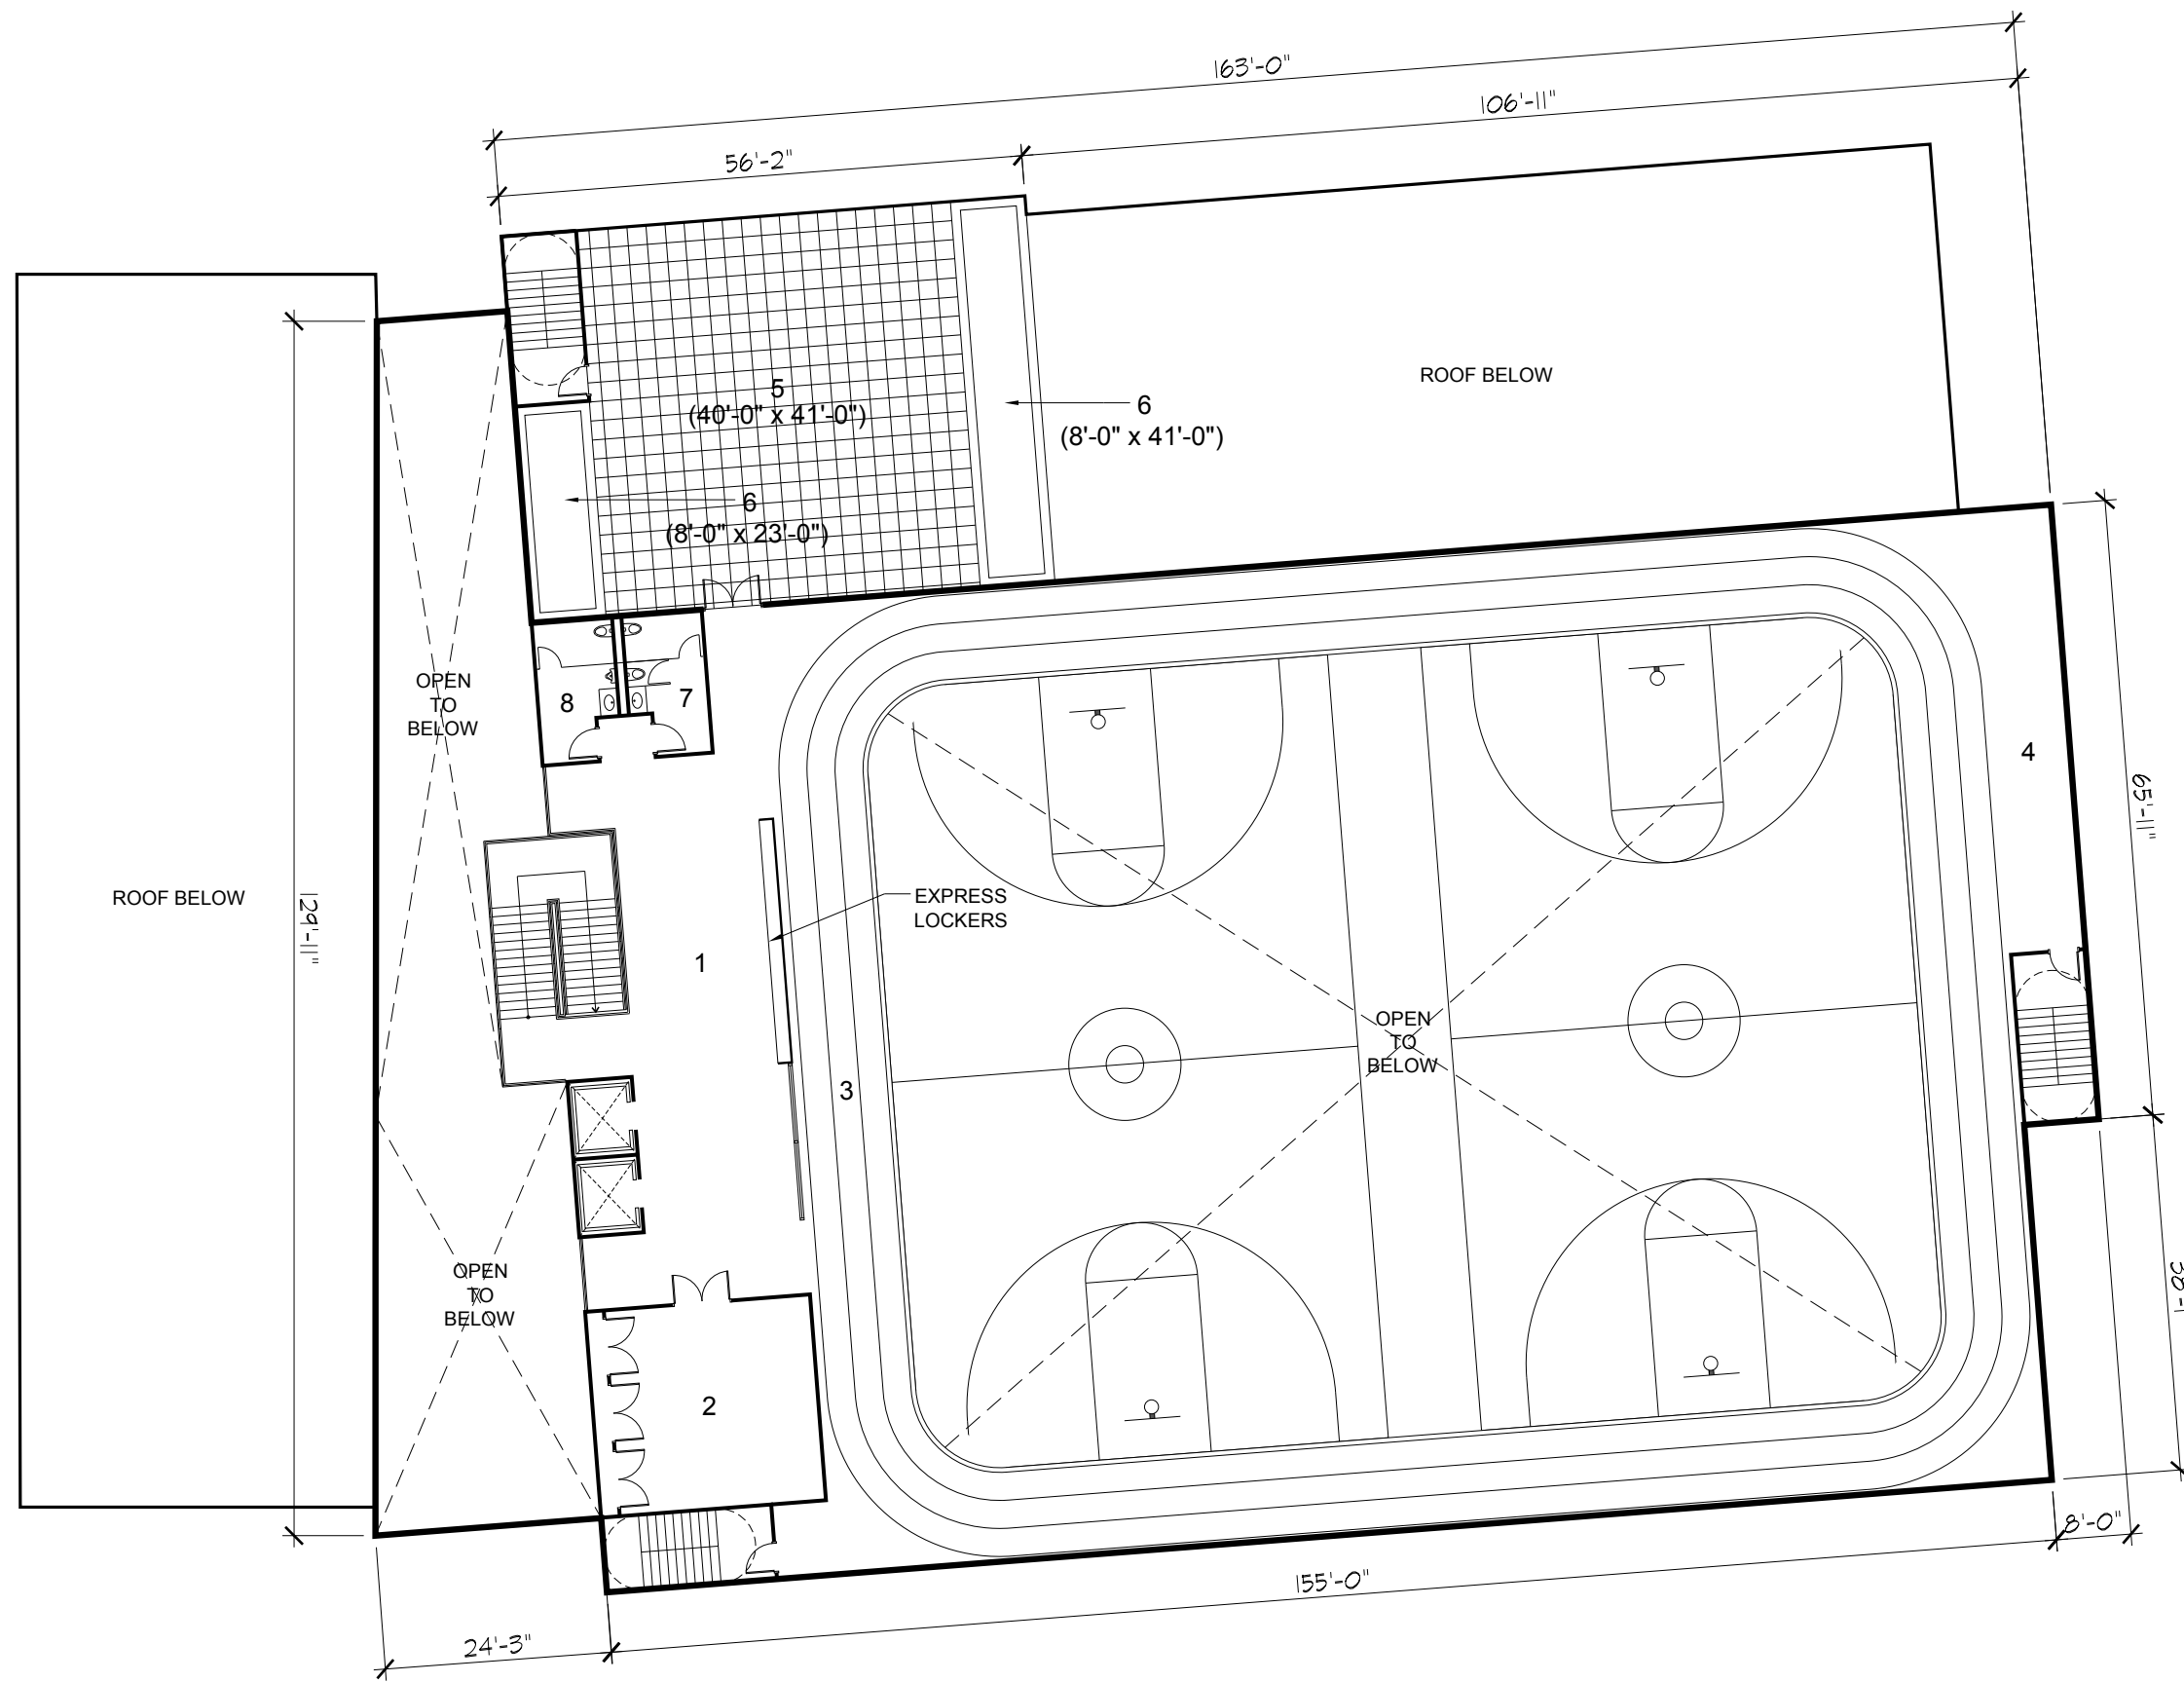 163'-0"
106'-11"
56'-2"
ROOF BELOW
5
(40'-0" x 41'-0")
6
(8'-0" x 41'-0")
6
(8'-0" x 23'-0")
OPEN
TO
BELOW
8
7
4
65'-11"
ROOF BELOW
129'-11"
EXPRESS
LOCKERS
1
3
OPEN
TO
BELOW
OPEN
TO
BELOW
2
8'-0"
155'-0"
24'-3"